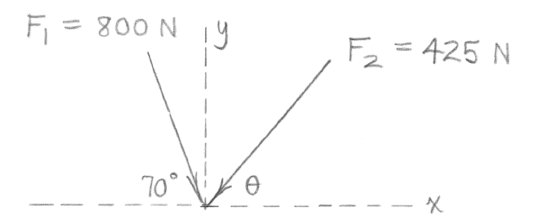 F₁ = 800 N
y
F₂ = 425 N
70°
θ
x